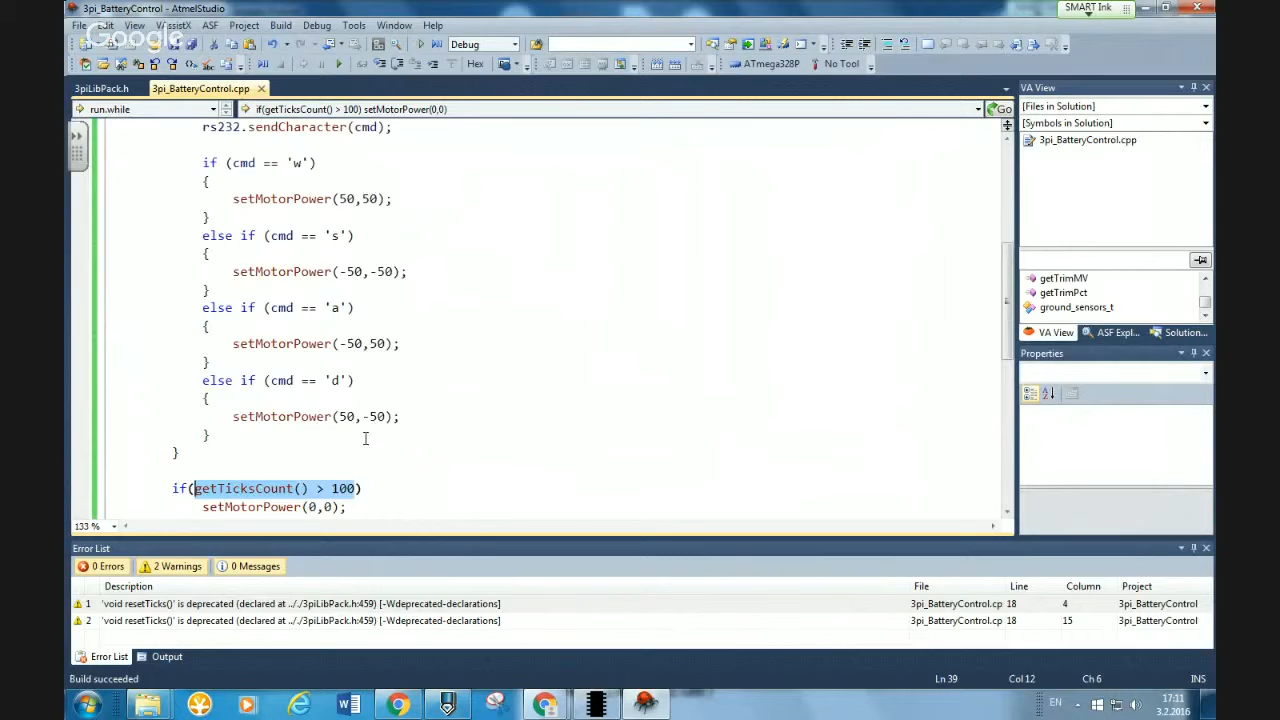 3pi_BatteryControl - AtmelStudio
SMART Ink
File Edit View VAssistX ASF Project Build Debug Tools Window Help
Google
Debug
Hex
ATmega328P
No Tool
3piLibPack.h
3pi_BatteryControl.cpp
run.while
if(getTicksCount() > 100) setMotorPower(0,0)
Go
rs232.sendCharacter(cmd);
if (cmd == 'w')
{
setMotorPower(50,50);
}
else if (cmd == 's')
{
setMotorPower(-50,-50);
}
else if (cmd == 'a')
{
setMotorPower(-50,50);
}
else if (cmd == 'd')
{
setMotorPower(50,-50);
}
}
if(getTicksCount() > 100)
setMotorPower(0,0);
133 %
VA View
[Files in Solution]
[Symbols in Solution]
3pi_BatteryControl.cpp
getTrimMV
getTrimPct
ground_sensors_t
VA View
ASF Expl...
Solution...
Properties
Error List
0 Errors
2 Warnings
0 Messages
Description File Line Column Project
1 'void resetTicks()' is deprecated (declared at .././3piLibPack.h:459) [-Wdeprecated-declarations] 3pi_BatteryControl.cp 18 4 3pi_BatteryControl
2 'void resetTicks()' is deprecated (declared at .././3piLibPack.h:459) [-Wdeprecated-declarations] 3pi_BatteryControl.cp 18 15 3pi_BatteryControl
Error List
Output
Build succeeded
Ln 39
Col 12
Ch 6
INS
EN
17:11
3.2.2016